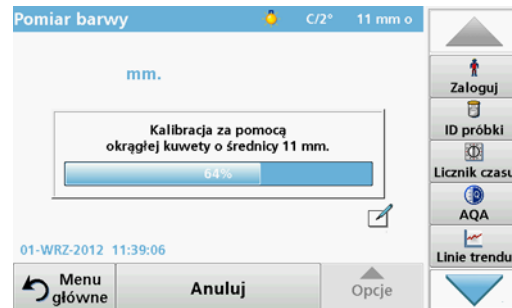 Pomiar barwy C/2° 11 mm o
mm.
Kalibracja za pomocą
okrągłej kuwety o średnicy 11 mm.
64%
01-WRZ-2012 11:39:06
Menu
główne
Anuluj
Opcje
Zaloguj
ID próbki
Licznik czasu
AQA
Linie trendu